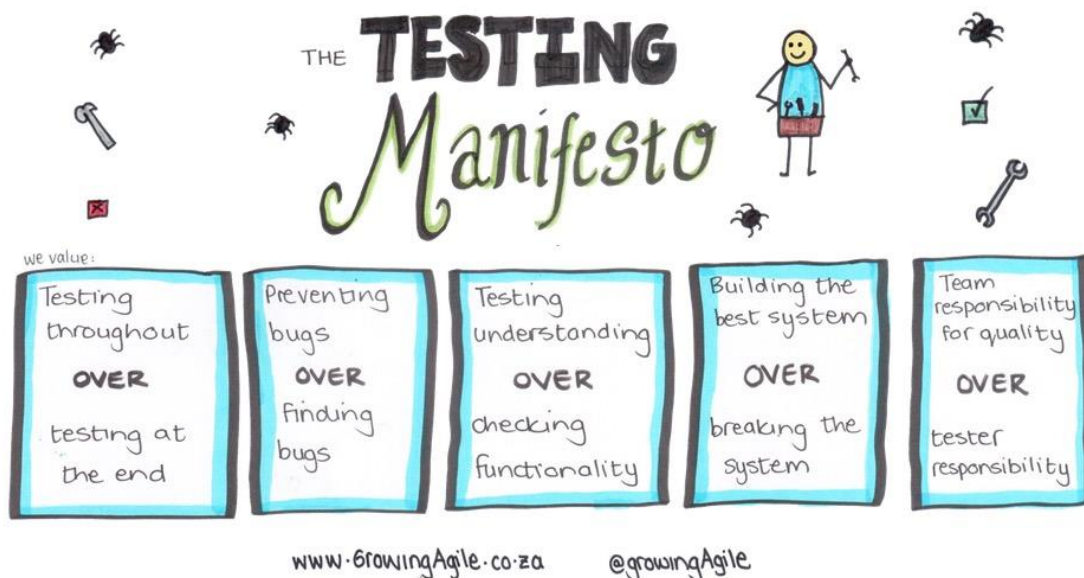 THE TESTING
Manifesto
we value:
Testing
throughout
OVER
testing at
the end
Preventing
bugs
OVER
finding
bugs
Testing
understanding
OVER
checking
functionality
Building the
best system
OVER
breaking the
system
Team
responsibility
for quality
OVER
tester
responsibility
www.GrowingAgile.co.za @growingAgile